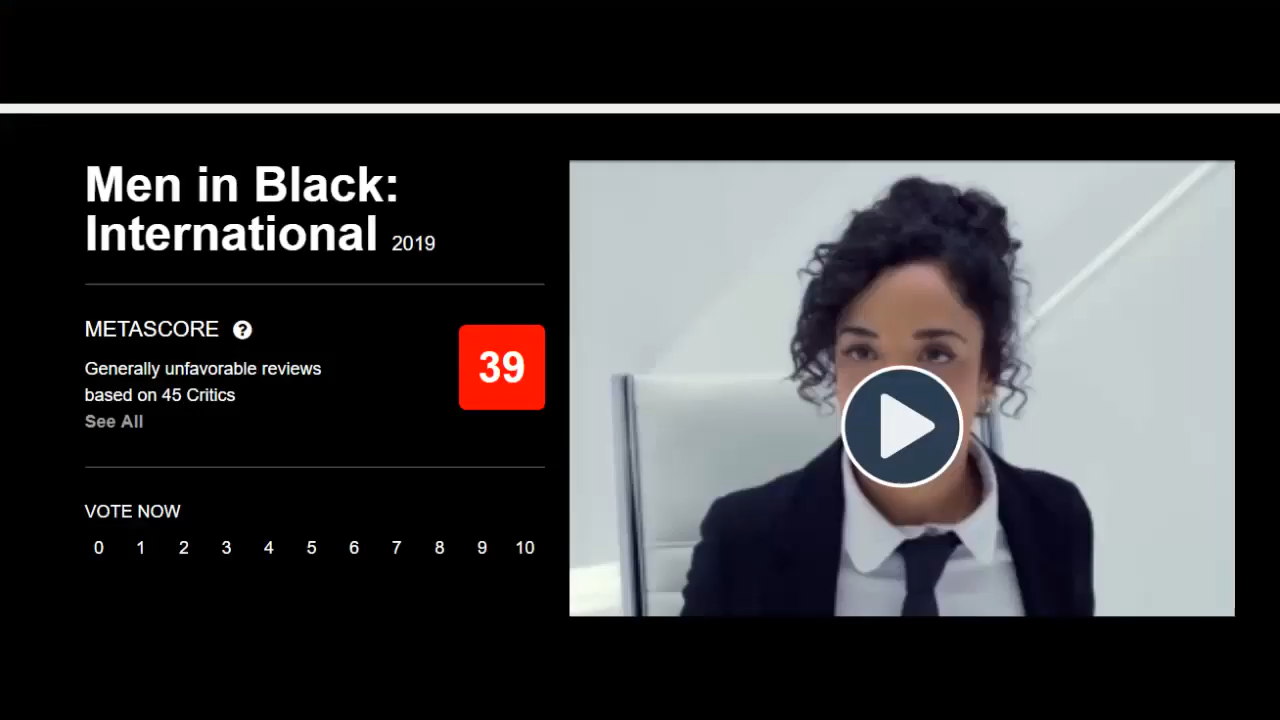 Men in Black:
International 2019
METASCORE ?
Generally unfavorable reviews
based on 45 Critics
39
See All
VOTE NOW
0 1 2 3 4 5 6 7 8 9 10